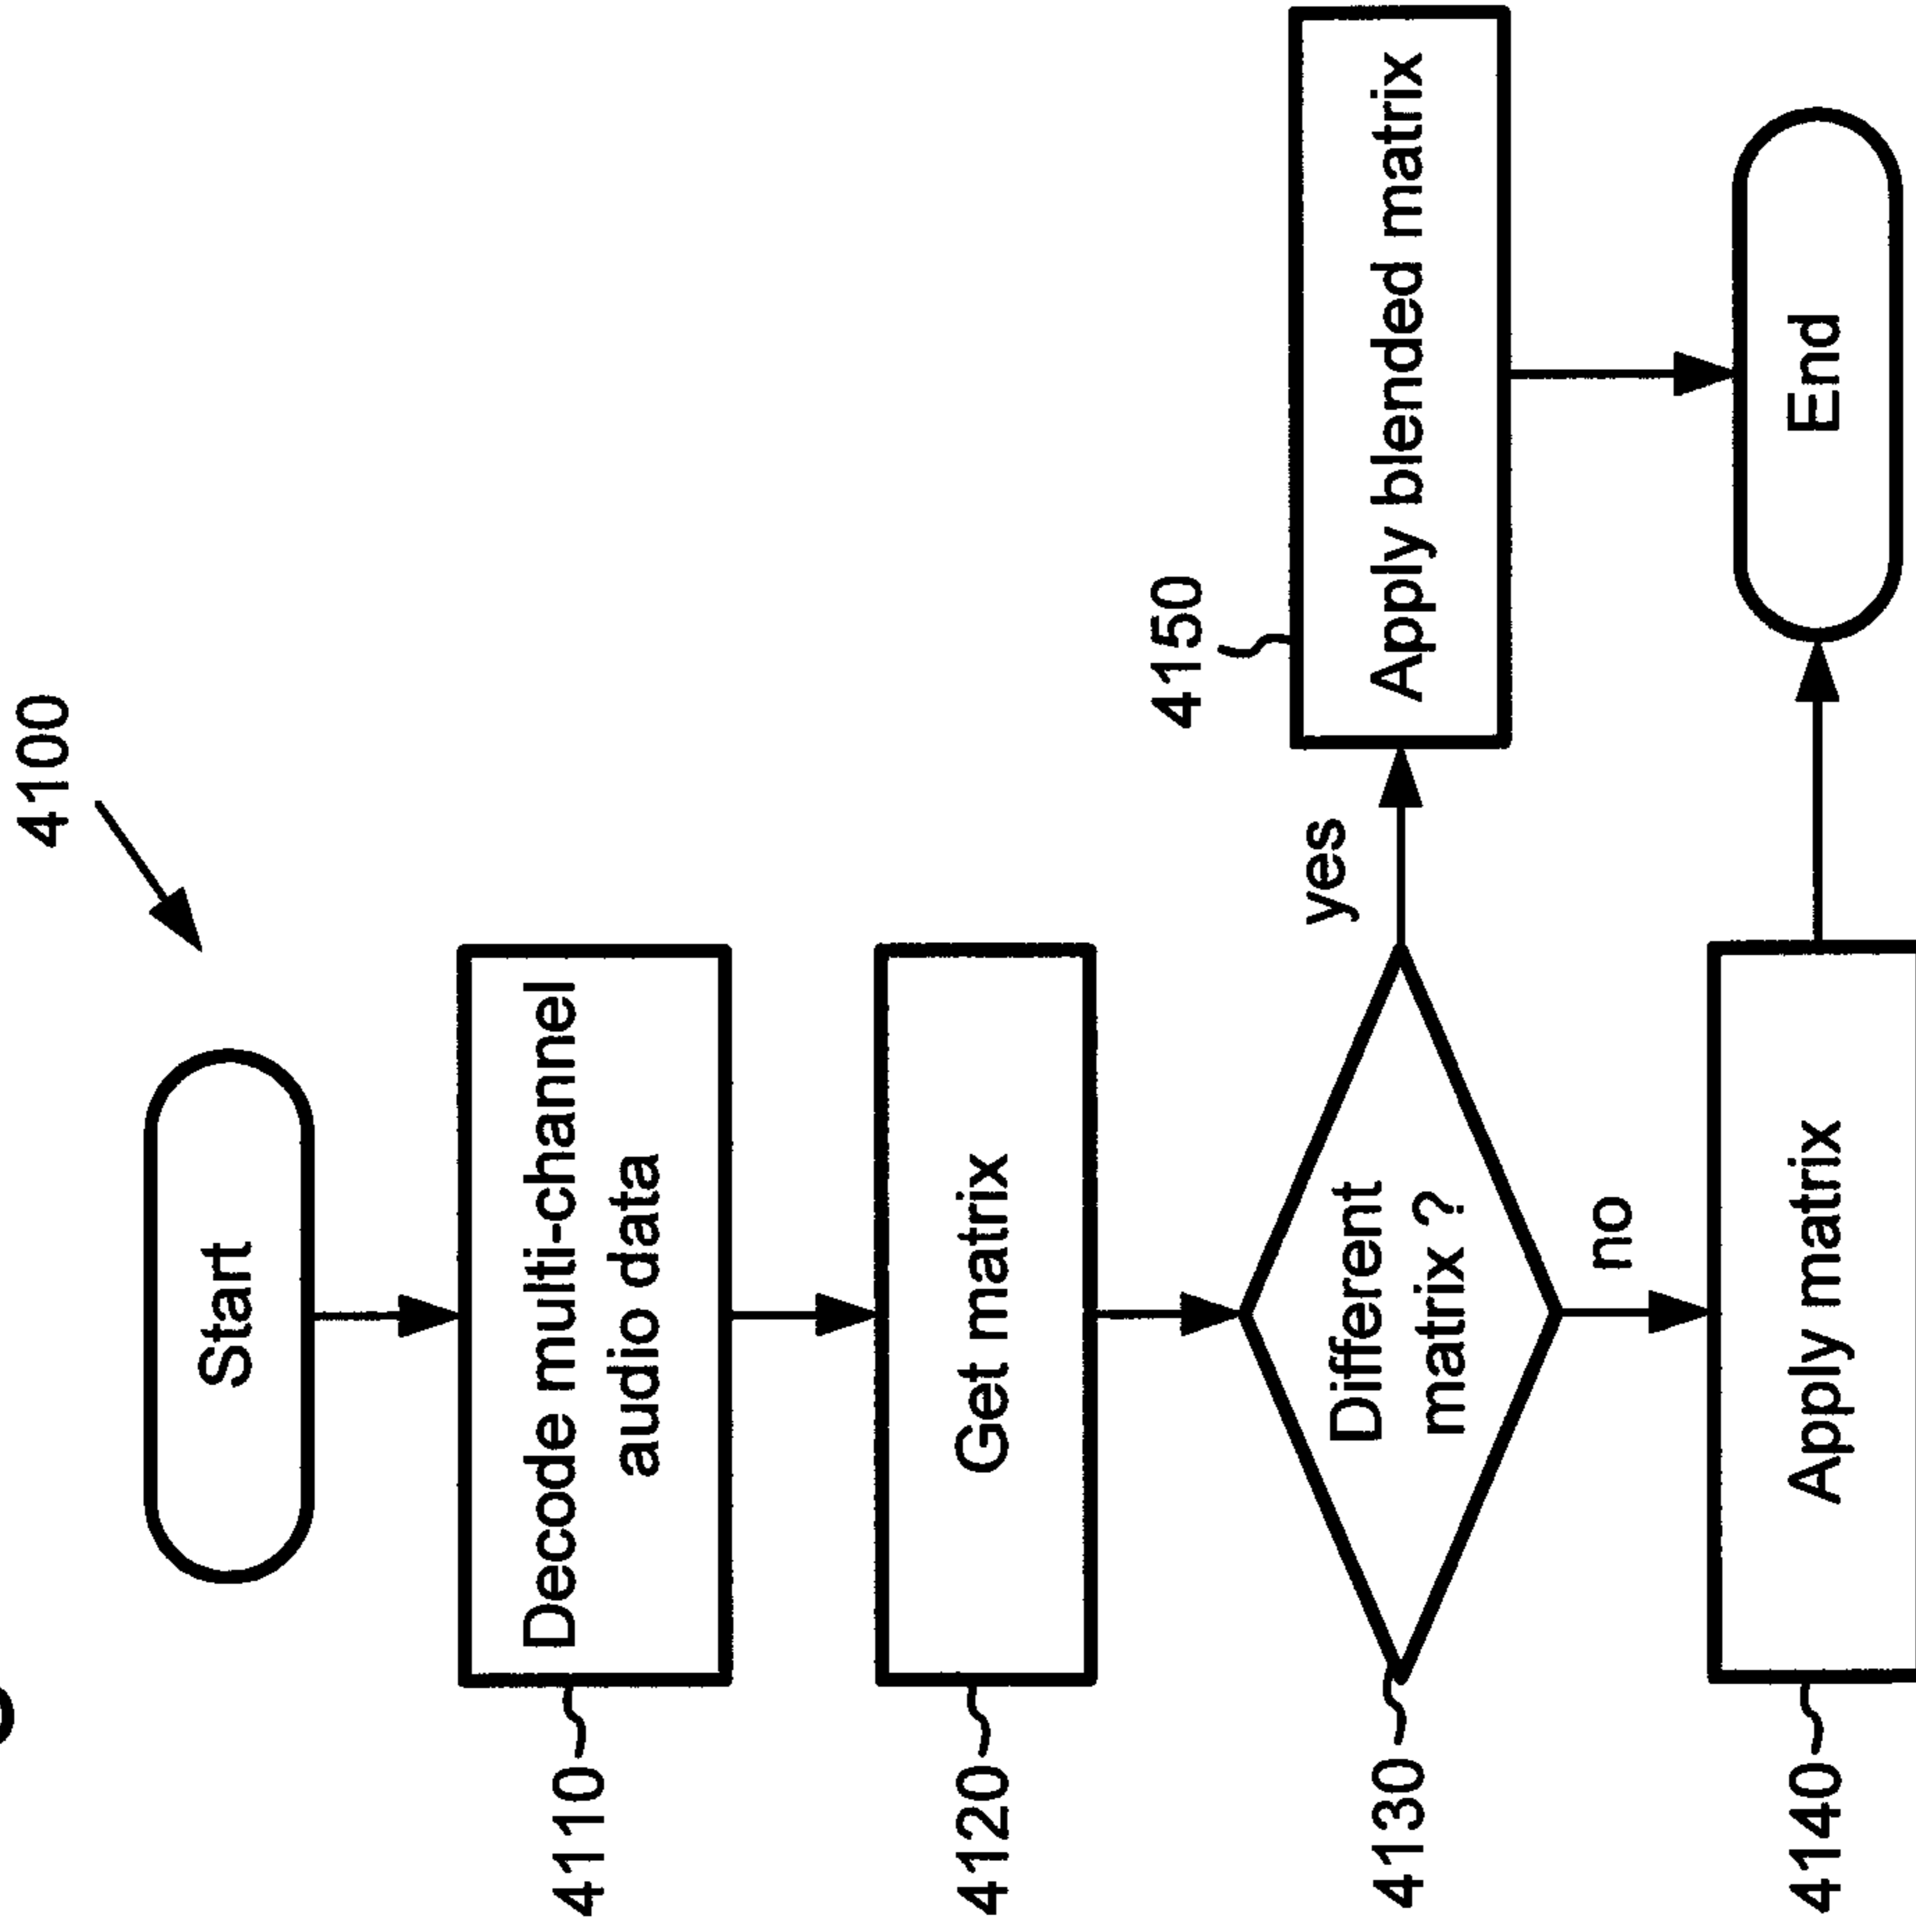 4100
Start
4110
Decode multi-channel
audio data
4120
Get matrix
4130
Different
matrix ?
yes
4150
Apply blended matrix
no
4140
Apply matrix
End